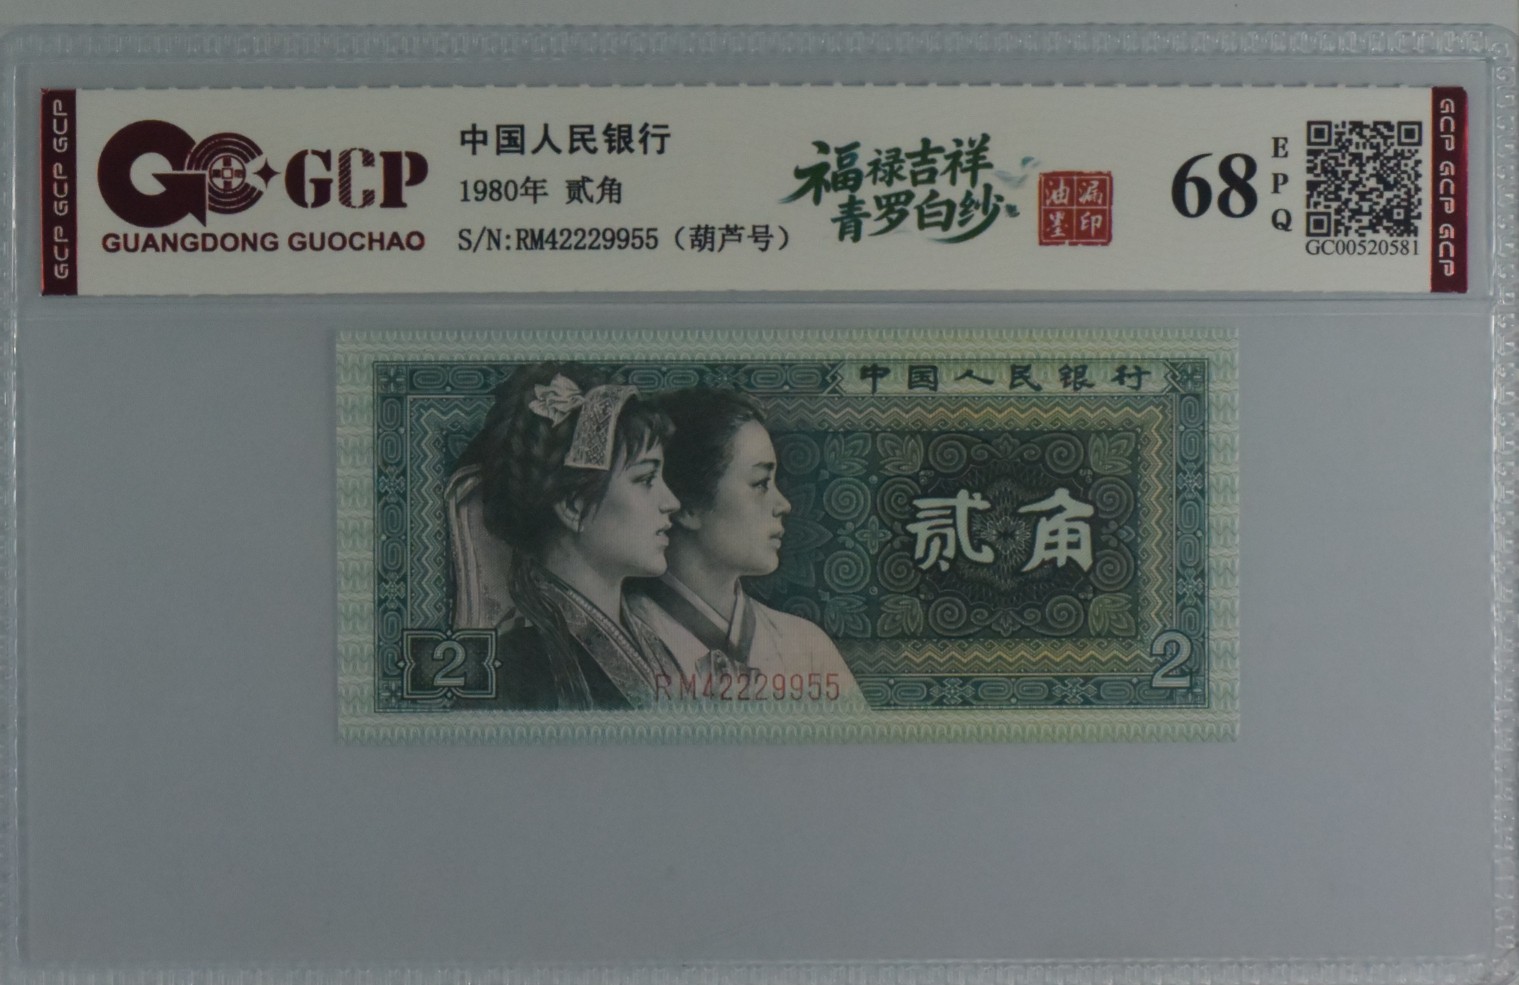 GCP GCP GCP
GCP
GUANGDONG GUOCHAO
中国人民银行
1980年 贰角
S/N:RM42229955（葫芦号）
福禄吉祥
青罗白纱
油漏
墨印
68
EPQ
GC00520581
GCP GCP GCP
中国人民银行
贰角
2
2
RM42229955